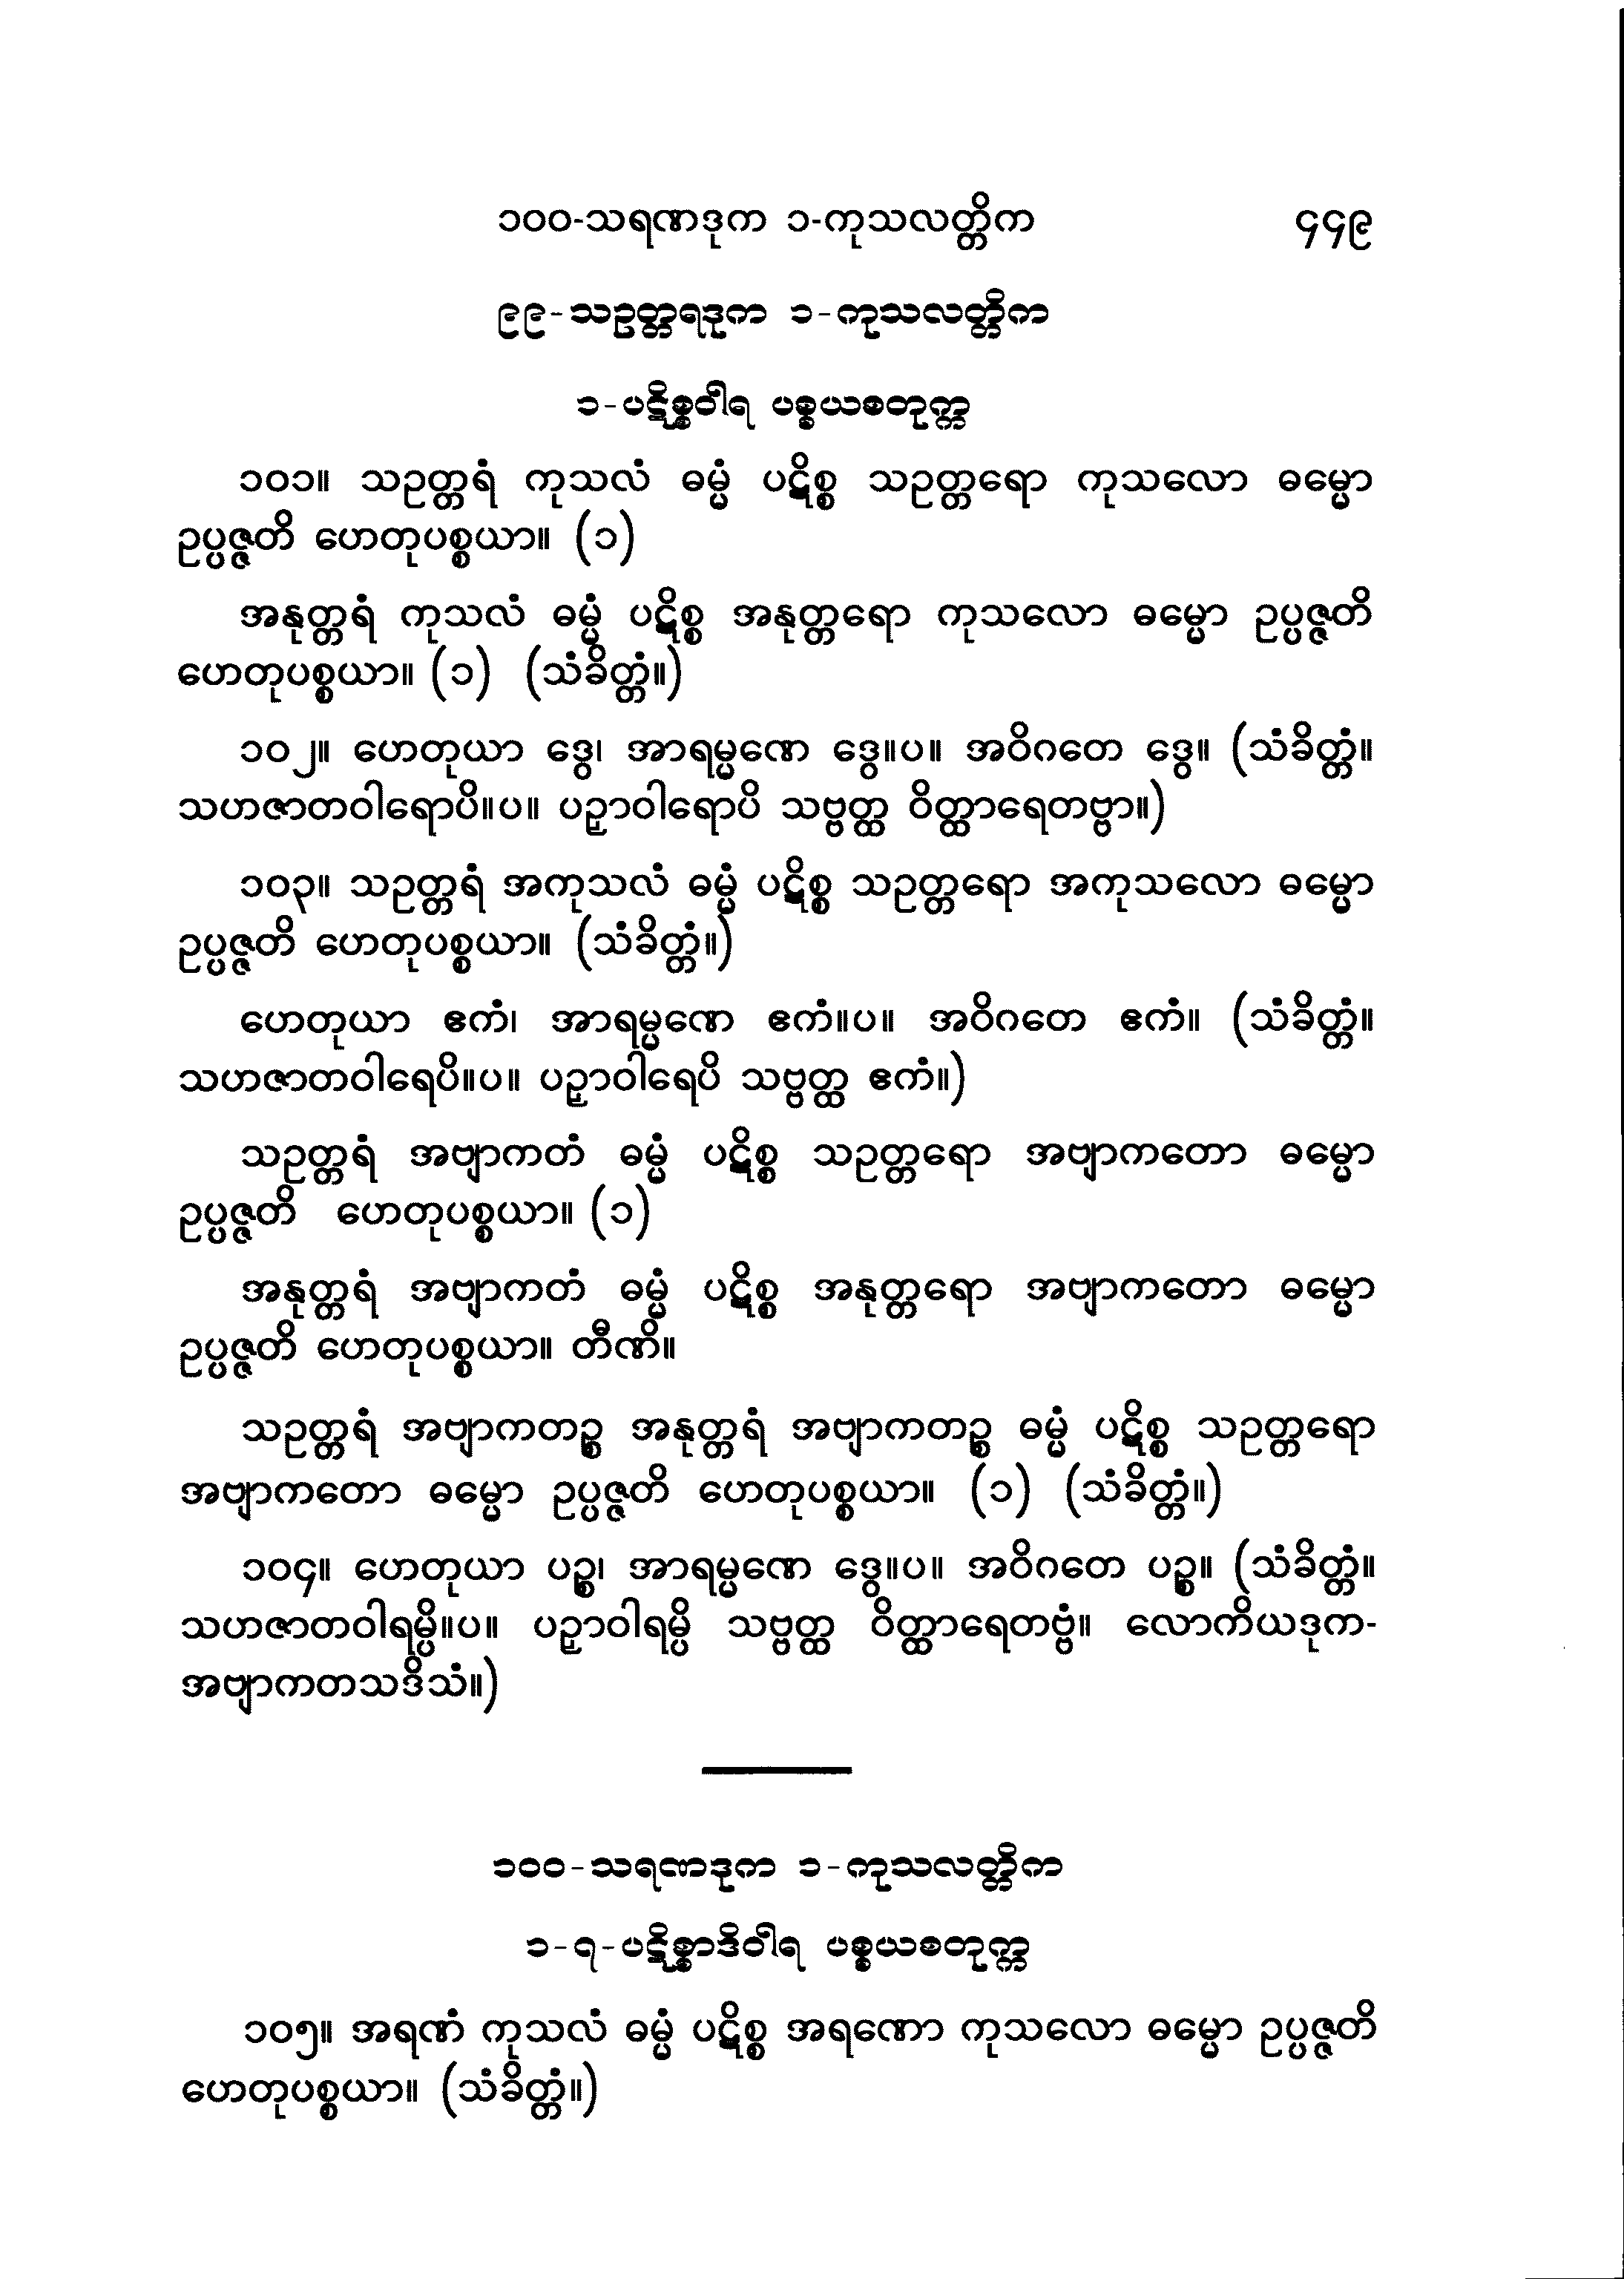 ၁၀၀-သရဏဒုက ၁-ကုသလတ္တိက ၄၄၉
၉၉-သဥတ္တရဒုက ၁-ကုသလတ္တိက
၁-ပဋိစ္စဝါရ ပစ္စယစတုက္က
၁၀၁။ သဥတ္တရံ ကုသလံ ဓမ္မံ ပဋိစ္စ သဥတ္တရော ကုသလော ဓမ္မော
ဥပ္ပဇ္ဇတိ ဟေတုပစ္စယာ။ (၁)
အနုတ္တရံ ကုသလံ ဓမ္မံ ပဋိစ္စ အနုတ္တရော ကုသလော ဓမ္မော ဥပ္ပဇ္ဇတိ
ဟေတုပစ္စယာ။ (၁) (သံခိတ္တံ။)
၁၀၂။ ဟေတုယာ ဒွေ၊ အာရမ္မဏေ ဒွေ။ပ။ အဝိဂတေ ဒွေ။ (သံခိတ္တံ။
သဟဇာတဝါရောပိ။ပ။ ပဉှာဝါရောပိ သဗ္ဗတ္ထ ဝိတ္ထာရေတဗ္ဗာ။)
၁၀၃။ သဥတ္တရံ အကုသလံ ဓမ္မံ ပဋိစ္စ သဥတ္တရော အကုသလော ဓမ္မော
ဥပ္ပဇ္ဇတိ ဟေတုပစ္စယာ။ (သံခိတ္တံ။)
ဟေတုယာ ဧကံ၊ အာရမ္မဏေ ဧကံ။ပ။ အဝိဂတေ ဧကံ။ (သံခိတ္တံ။
သဟဇာတဝါရေပိ။ပ။ ပဉှာဝါရေပိ သဗ္ဗတ္ထ ဧကံ။)
သဥတ္တရံ အဗျာကတံ ဓမ္မံ ပဋိစ္စ သဥတ္တရော အဗျာကတော ဓမ္မော
ဥပ္ပဇ္ဇတိ ဟေတုပစ္စယာ။ (၁)
အနုတ္တရံ အဗျာကတံ ဓမ္မံ ပဋိစ္စ အနုတ္တရော အဗျာကတော ဓမ္မော
ဥပ္ပဇ္ဇတိ ဟေတုပစ္စယာ။ တီဏိ။
သဥတ္တရံ အဗျာကတဉ္စ အနုတ္တရံ အဗျာကတဉ္စ ဓမ္မံ ပဋိစ္စ သဥတ္တရော
အဗျာကတော ဓမ္မော ဥပ္ပဇ္ဇတိ ဟေတုပစ္စယာ။ (၁) (သံခိတ္တံ။)
၁၀၄။ ဟေတုယာ ပဉ္စ၊ အာရမ္မဏေ ဒွေ။ပ။ အဝိဂတေ ပဉ္စ။ (သံခိတ္တံ။
သဟဇာတဝါရမ္ပိ။ပ။ ပဉှာဝါရမ္ပိ သဗ္ဗတ္ထ ဝိတ္ထာရေတဗ္ဗံ။ လောကိယဒုက-
အဗျာကတသဒိသံ။)
၁၀၀-သရဏဒုက ၁-ကုသလတ္တိက
၁-၇-ပဋိစ္စာဒိဝါရ ပစ္စယစတုက္က
၁၀၅။ အရဏံ ကုသလံ ဓမ္မံ ပဋိစ္စ အရဏော ကုသလော ဓမ္မော ဥပ္ပဇ္ဇတိ
ဟေတုပစ္စယာ။ (သံခိတ္တံ။)